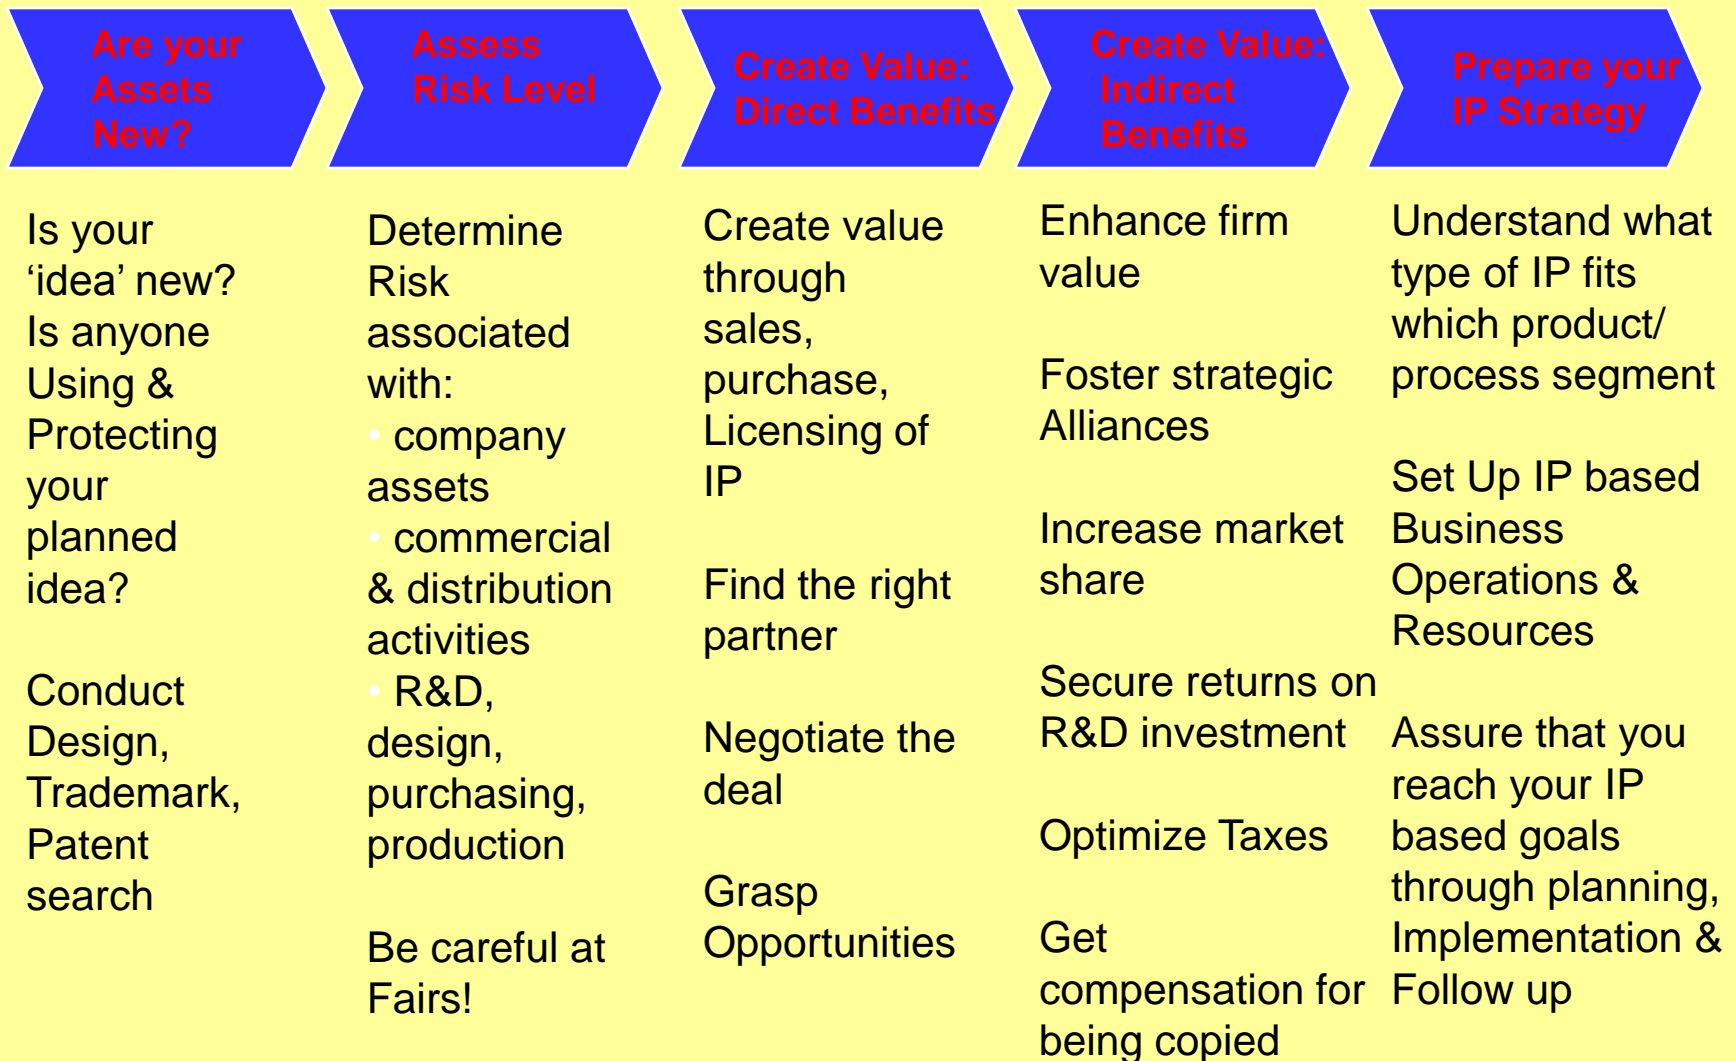 Are your
Assets
New?
Assess
Risk Level
Create Value:
Direct Benefits
Create Value:
Indirect
Benefits
Prepare your
IP Strategy
Is your
‘idea’ new?
Is anyone
Using &
Protecting
your
planned
idea?
Conduct
Design,
Trademark,
Patent
search
Determine
Risk
associated
with:
• company
assets
• commercial
& distribution
activities
• R&D,
design,
purchasing,
production
Be careful at
Fairs!
Create value
through
sales,
purchase,
Licensing of
IP
Find the right
partner
Negotiate the
deal
Grasp
Opportunities
Enhance firm
value
Foster strategic
Alliances
Increase market
share
Secure returns on
R&D investment
Optimize Taxes
Get
compensation for
being copied
Understand what
type of IP fits
which product/
process segment
Set Up IP based
Business
Operations &
Resources
Assure that you
reach your IP
based goals
through planning,
Implementation &
Follow up